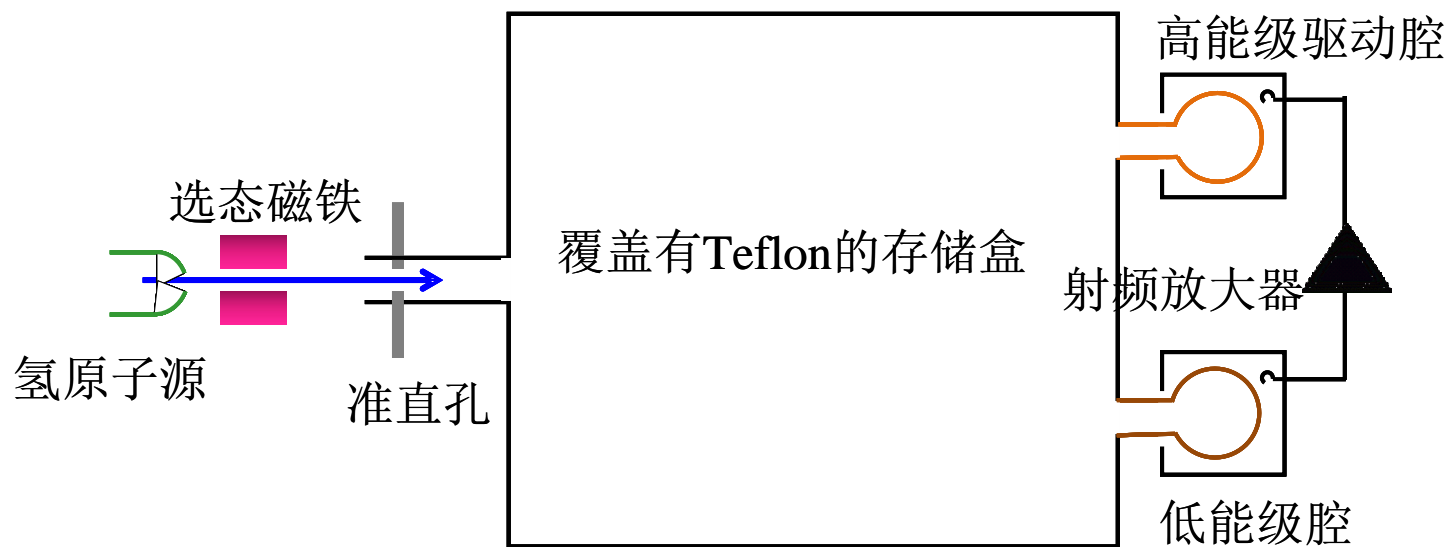 高能级驱动腔
选态磁铁
覆盖有Teflon的存储盒
射频放大器
氢原子源
准直孔
低能级腔